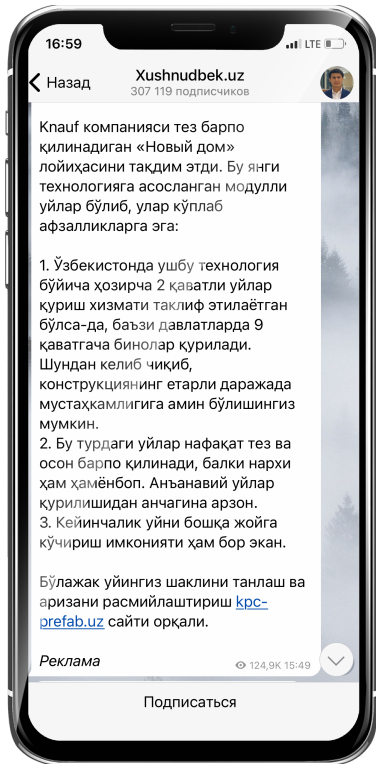 16:59
LTE
Назад
Xushnudbek.uz
307 119 подписчиков
Knauf компанияси тез барпо
қилинадиган «Новый дом»
лойиҳасини тақдим этди. Бу янги
технологияга асосланган модулли
уйлар бўлиб, улар кўплаб
афзалликларга эга:
1. Ўзбекистонда ушбу технология
бўйича ҳозирча 2 қаватли уйлар
қуриш хизмати таклиф этилаётган
бўлса-да, баъзи давлатларда 9
қаватгача бинолар қурилади.
Шундан келиб чиқиб,
конструкциянинг етарли даражада
мустаҳкамлигига амин бўлишингиз
мумкин.
2. Бу турдаги уйлар нафақат тез ва
осон барпо қилинади, балки нархи
ҳам ҳамёнбоп. Анъанавий уйлар
қурилишидан анчагина арзон.
3. Кейинчалик уйни бошқа жойга
кўчириш имконияти ҳам бор экан.
Бўлажак уйингиз шаклини танлаш ва
аризани расмийлаштириш kpc-
prefab.uz сайти орқали.
Реклама
124,9K 15:49
Подписаться